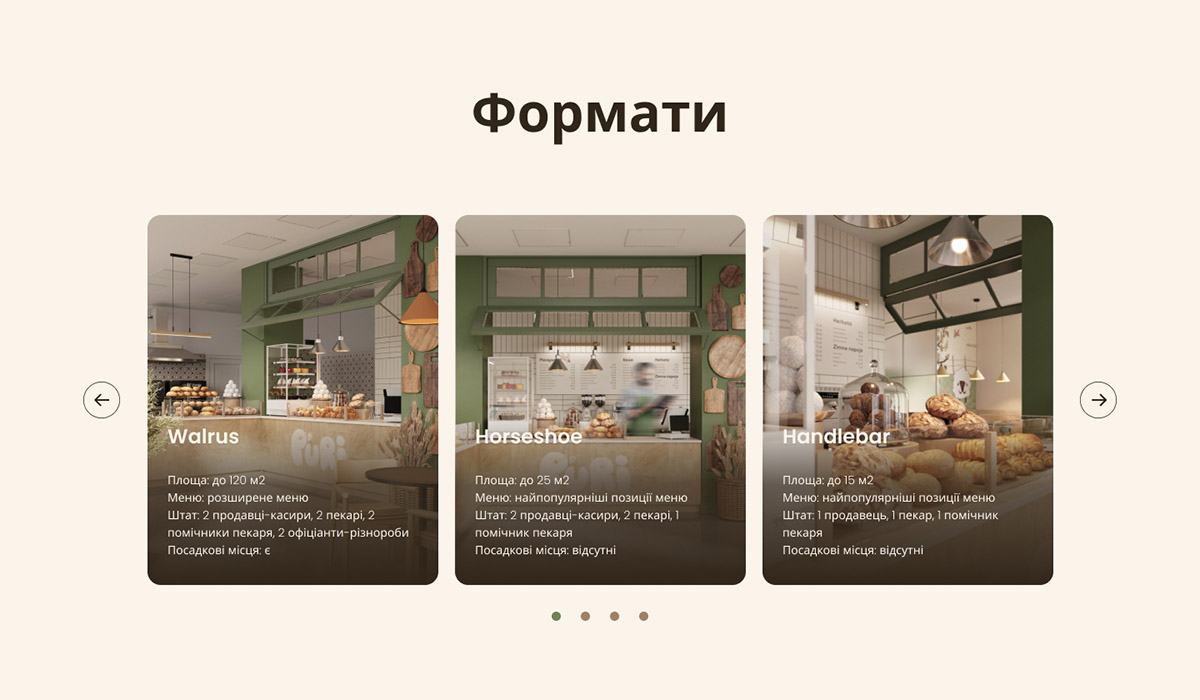 Формати
Walrus
Площа: до 120 м2
Меню: розширене меню
Штат: 2 продавці-касири, 2 пекарі, 2
помічники пекаря, 2 офіціанти-різнороби
Посадкові місця: є
Horseshoe
Площа: до 25 м2
Меню: найпопулярніші позиції меню
Штат: 2 продавці-касири, 2 пекарі, 1
помічник пекаря
Посадкові місця: відсутні
Handlebar
Площа: до 15 м2
Меню: найпопулярніші позиції меню
Штат: 1 продавець, 1 пекар, 1 помічник
пекаря
Посадкові місця: відсутні